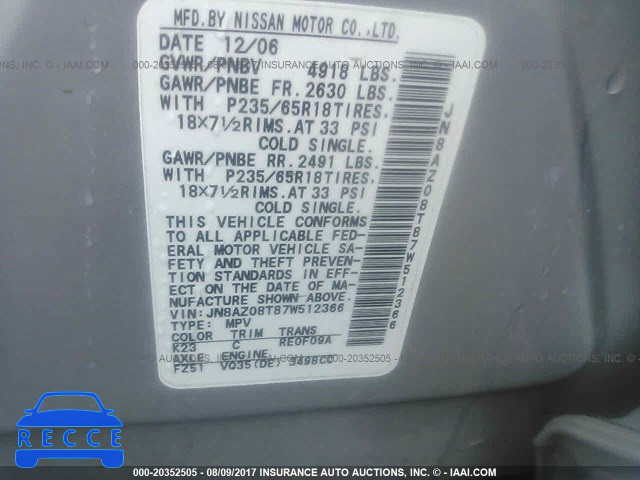 MFD.BY NISSAN MOTOR CO.,LTD.
DATE 12/06
GVWR/PNBV 4918 LBS.
GAWR/PNBE FR. 2630 LBS.
WITH P235/65R18TIRES.
18X7½RIMS.AT 33 PSI
COLD SINGLE.
GAWR/PNBE RR. 2491 LBS.
WITH P235/65R18TIRES.
18X7½RIMS.AT 33 PSI
COLD SINGLE.
THIS VEHICLE CONFORMS
TO ALL APPLICABLE FED-
ERAL MOTOR VEHICLE SA-
FETY AND THEFT PREVEN-
TION STANDARDS IN EFF-
ECT ON THE DATE OF MA-
NUFACTURE SHOWN ABOVE.
JN8AZ08T87W512366
TYPE: MPV
COLOR TRIM TRANS
K23 C RE0F09A
AXLE ENGINE
FZ51 VQ35(DE) 3498CC
JN8AZ08T87W512366
000-20352505 - 08/09/2017 INSURANCE AUTO AUCTIONS, INC. - © - IAAI.COM
RECCE